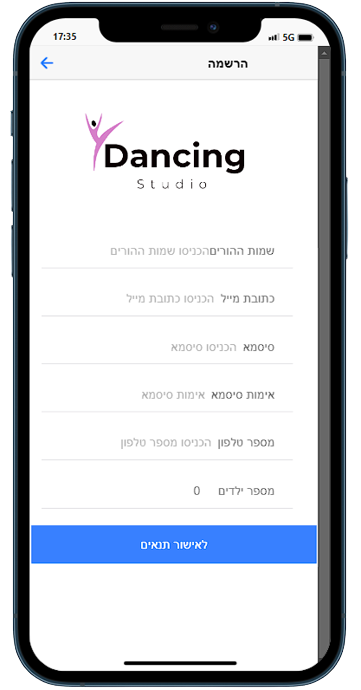 17:35 5G
הרשמה
Dancing
Studio
שמות ההורים הכניסו שמות ההורים
כתובת מייל הכניסו כתובת מייל
סיסמא הכניסו סיסמא
אימות סיסמא אימות סיסמא
מספר טלפון הכניסו מספר טלפון
מספר ילדים 0
לאישור תנאים